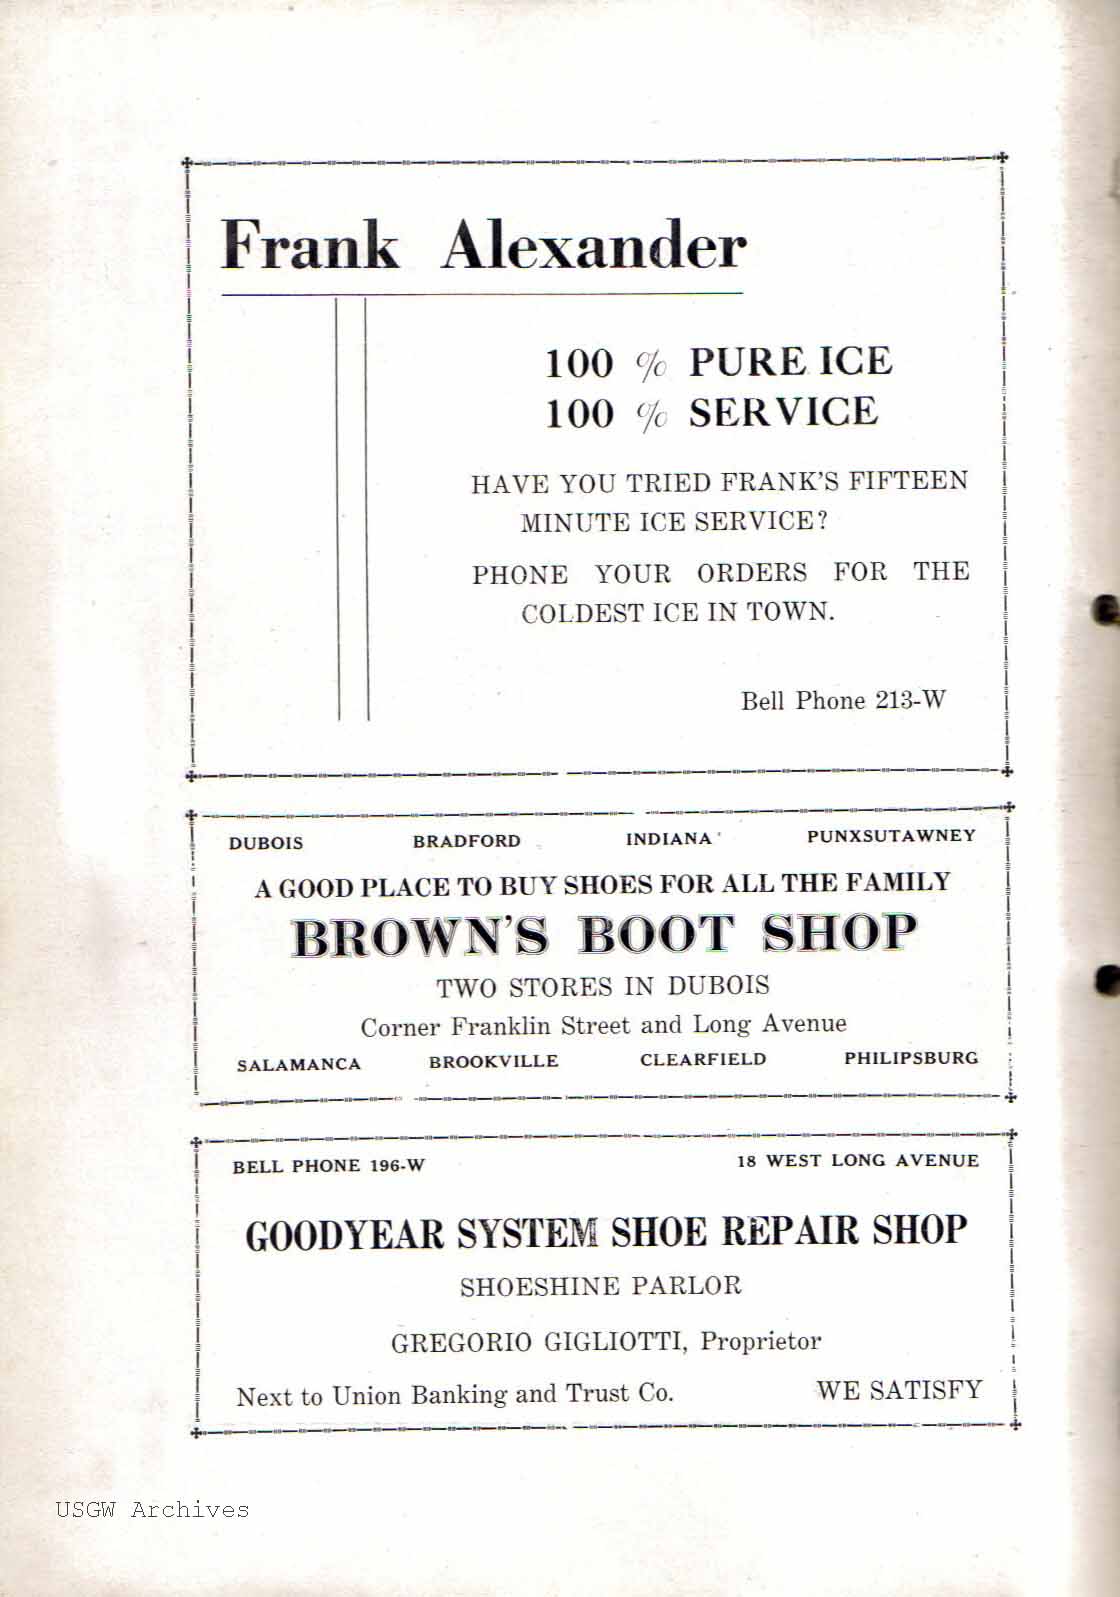 Frank Alexander
100 % PURE ICE
100 % SERVICE
HAVE YOU TRIED FRANK'S FIFTEEN
MINUTE ICE SERVICE?
PHONE YOUR ORDERS FOR THE
COLDEST ICE IN TOWN.
Bell Phone 213-W
DUBOIS BRADFORD INDIANA PUNXSUTAWNEY
A GOOD PLACE TO BUY SHOES FOR ALL THE FAMILY
BROWN'S BOOT SHOP
TWO STORES IN DUBOIS
Corner Franklin Street and Long Avenue
SALAMANCA BROOKVILLE CLEARFIELD PHILIPSBURG
BELL PHONE 196-W 18 WEST LONG AVENUE
GOODYEAR SYSTEM SHOE REPAIR SHOP
SHOESHINE PARLOR
GREGORIO GIGLIOTTI, Proprietor
Next to Union Banking and Trust Co. WE SATISFY
USGW Archives